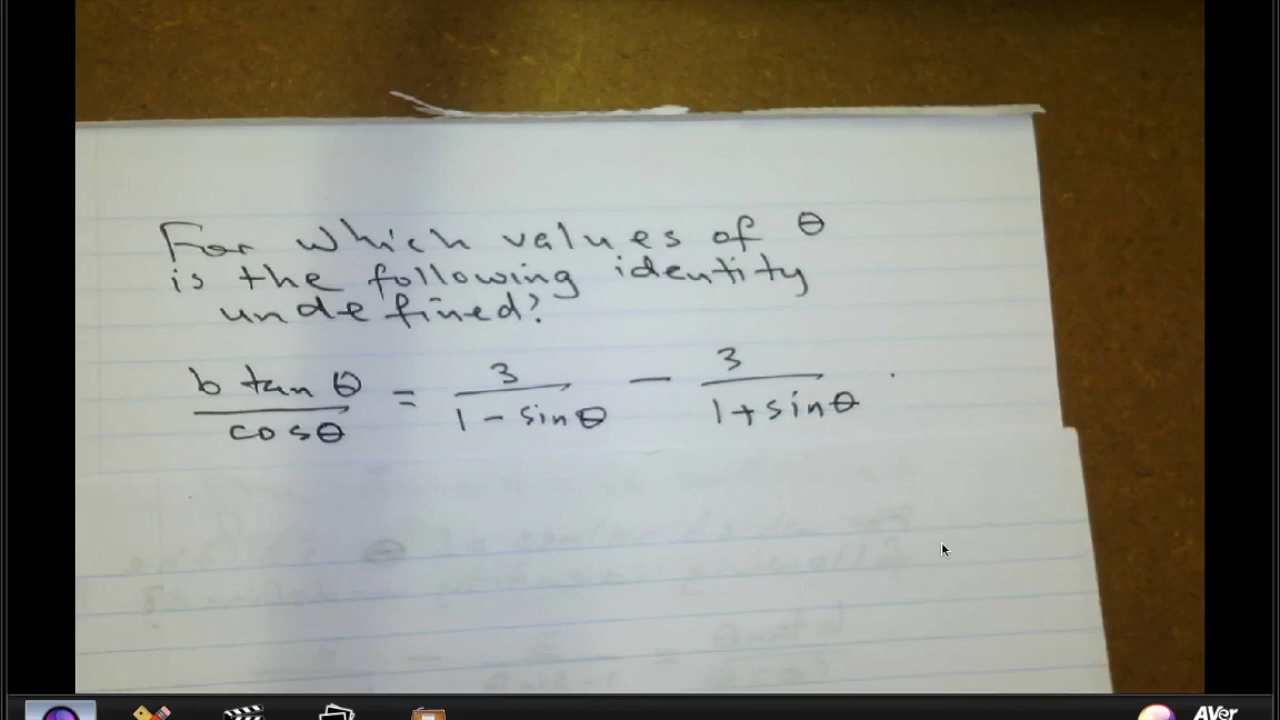 For which values of θ
is the following identity
undefined?
6 tan θ / cos θ = 3 / 1 - sin θ - 3 / 1 + sin θ .
AVer